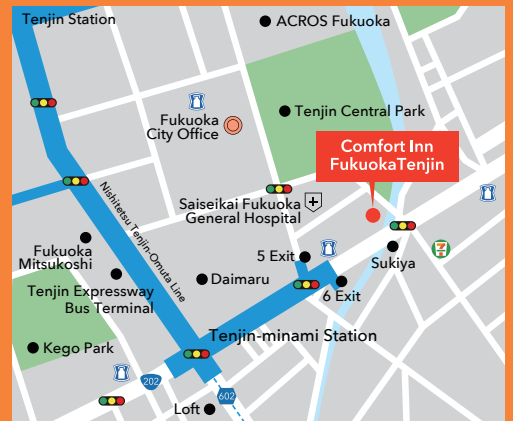 Tenjin Station
ACROS Fukuoka
Fukuoka
City Office
Tenjin Central Park
Comfort Inn
FukuokaTenjin
Saiseikai Fukuoka
General Hospital
Nishitetsu Tenjin-Omuta Line
Fukuoka
Mitsukoshi
5 Exit
Sukiya
7
Tenjin Expressway
Bus Terminal
Daimaru
6 Exit
Tenjin-minami Station
Kego Park
202
602
Loft